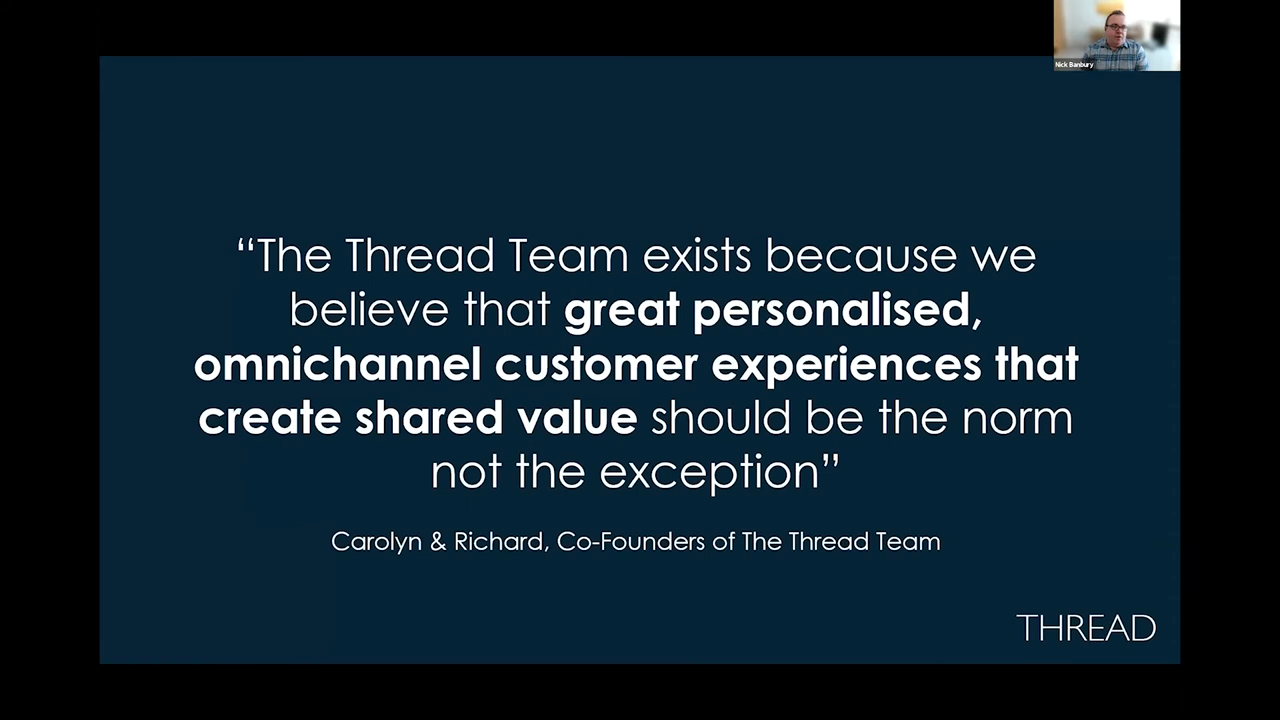 Nick Banbury
“The Thread Team exists because we
believe that great personalised,
omnichannel customer experiences that
create shared value should be the norm
not the exception”
Carolyn & Richard, Co-Founders of The Thread Team
THREAD